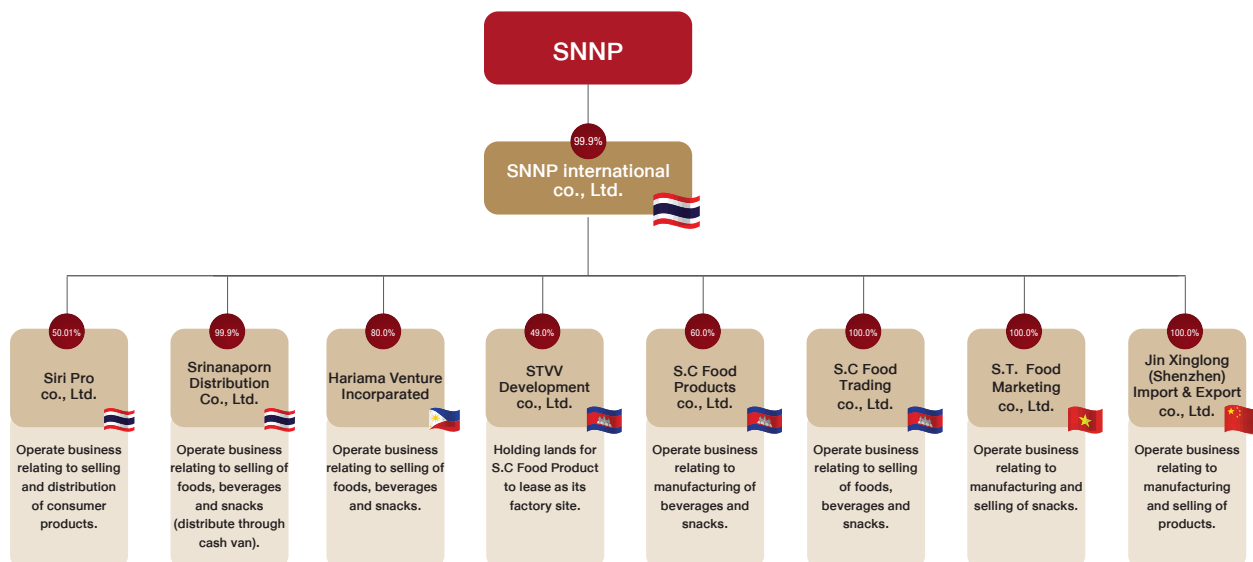 SNNP
99.9%
SNNP international
co., Ltd.
50.01%
Siri Pro
co., Ltd.
Operate business
relating to selling
and distribution
of consumer
products.
99.9%
Srinanaporn
Distribution
Co., Ltd.
Operate business
relating to selling of
foods, beverages
and snacks
(distribute through
cash van).
80.0%
Hariama Venture
Incorparated
Operate business
relating to selling of
foods, beverages
and snacks.
49.0%
STVV
Development
co., Ltd.
Holding lands for
S.C Food Product
to lease as its
factory site.
60.0%
S.C Food
Products
co., Ltd.
Operate business
relating to
manufacturing of
beverages and
snacks.
100.0%
S.C Food
Trading
co., Ltd.
Operate business
relating to selling
of foods,
beverages and
snacks.
100.0%
S.T. Food
Marketing
co., Ltd.
Operate business
relating to
manufacturing and
selling of snacks.
100.0%
Jin Xinglong
(Shenzhen)
Import & Export
co., Ltd.
Operate business
relating to
manufacturing
and selling of
products.